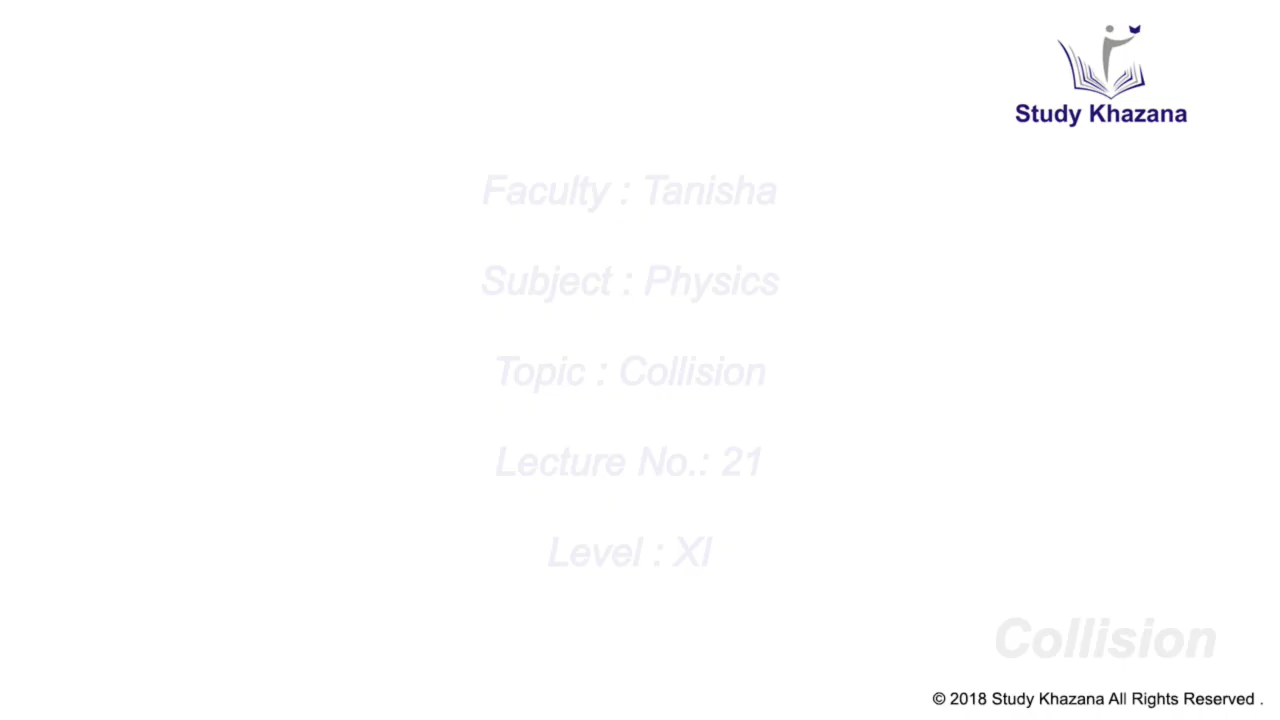 Study Khazana
Faculty : Tanisha
Subject : Physics
Topic : Collision
Lecture No.: 21
Level : XI
Collision
© 2018 Study Khazana All Rights Reserved .